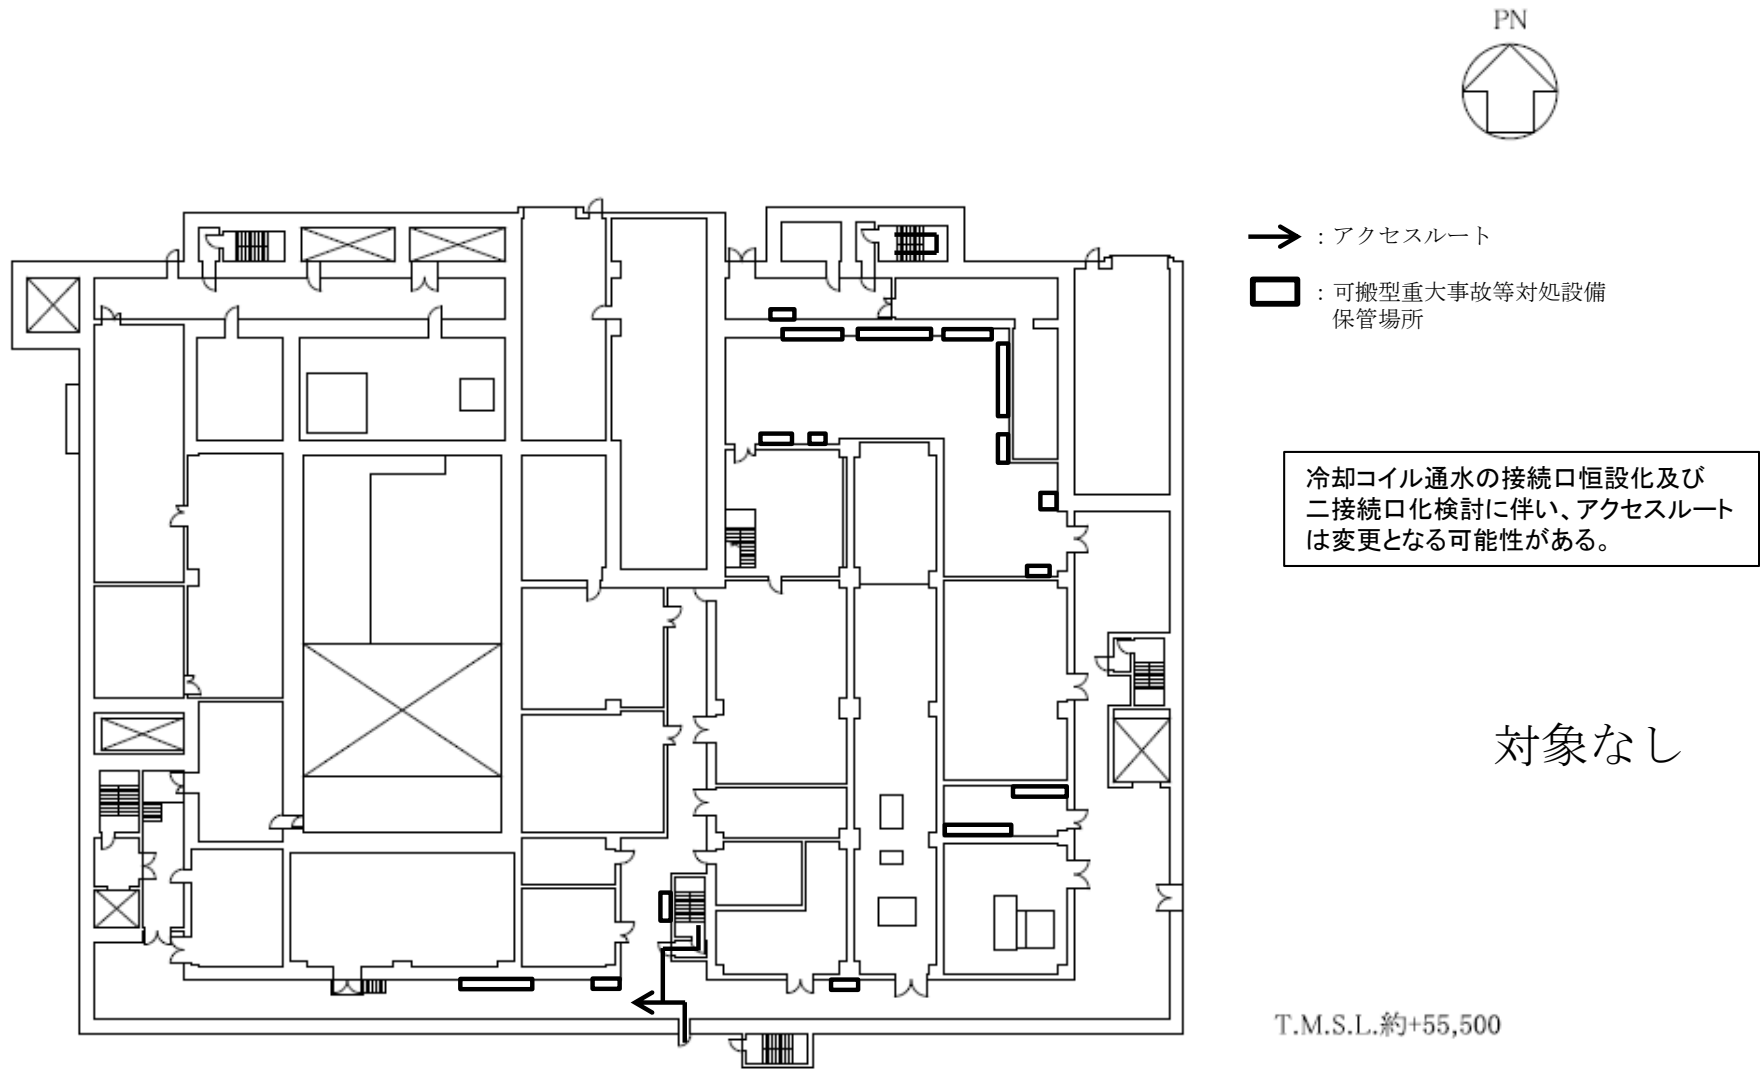 PN
：アクセスルート
：可搬型重大事故等対処設備
保管場所
冷却コイル通水の接続口恒設化及び
二接続口化検討に伴い、アクセスルート
は変更となる可能性がある。
対象なし
T.M.S.L.約+55,500